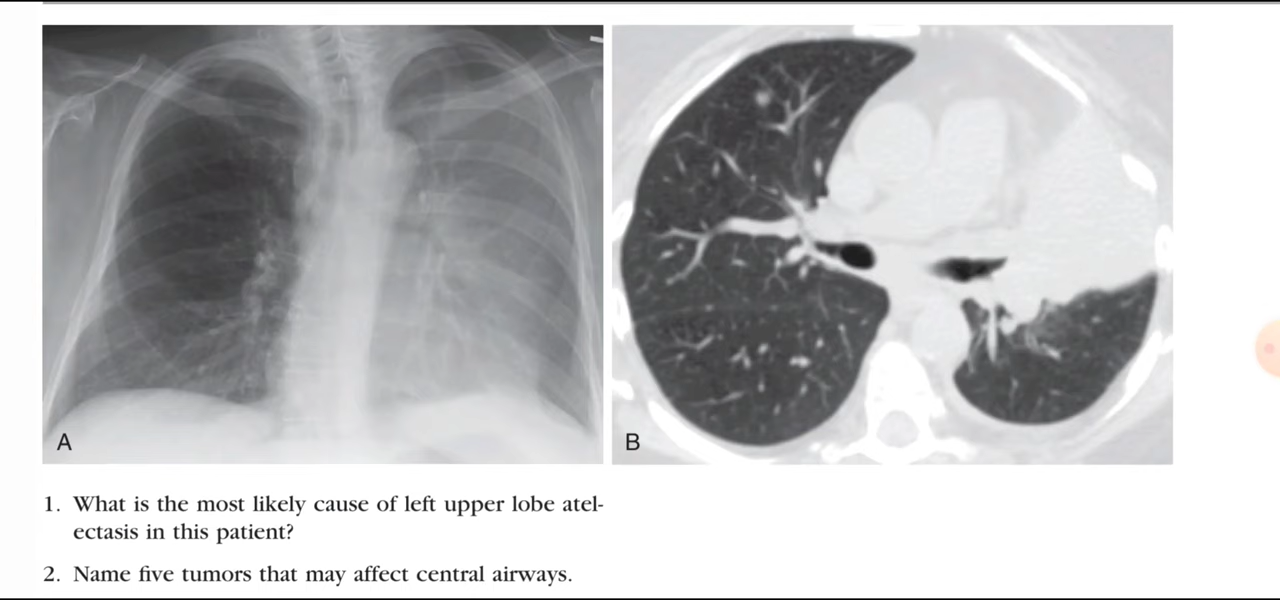 A
B
1. What is the most likely cause of left upper lobe atel-
ectasis in this patient?
2. Name five tumors that may affect central airways.